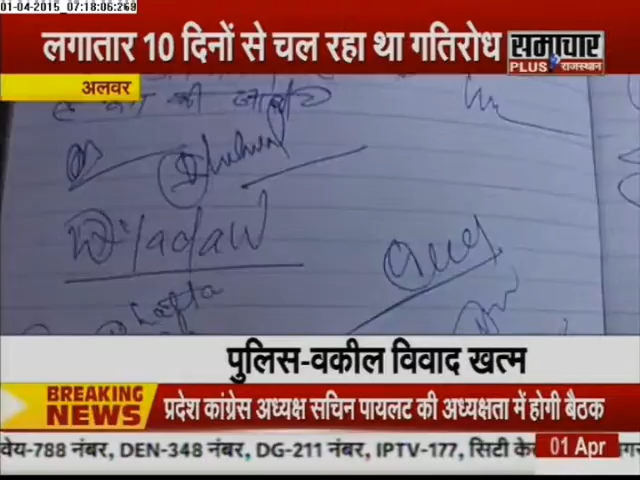 01-04-2015_07:18:06:268
लगातार 10 दिनों से चल रहा था गतिरोध
समाचार
PLUS राजस्थान
अलवर
की
Yadaw
Gupta
पुलिस-वकील विवाद खत्म
BREAKING NEWS
प्रदेश कांग्रेस अध्यक्ष सचिन पायलट की अध्यक्षता में होगी बैठक
वेय-788 नंबर, DEN-348 नंबर, DG-211 नंबर, IPTV-177, सिटी के
01 Apr